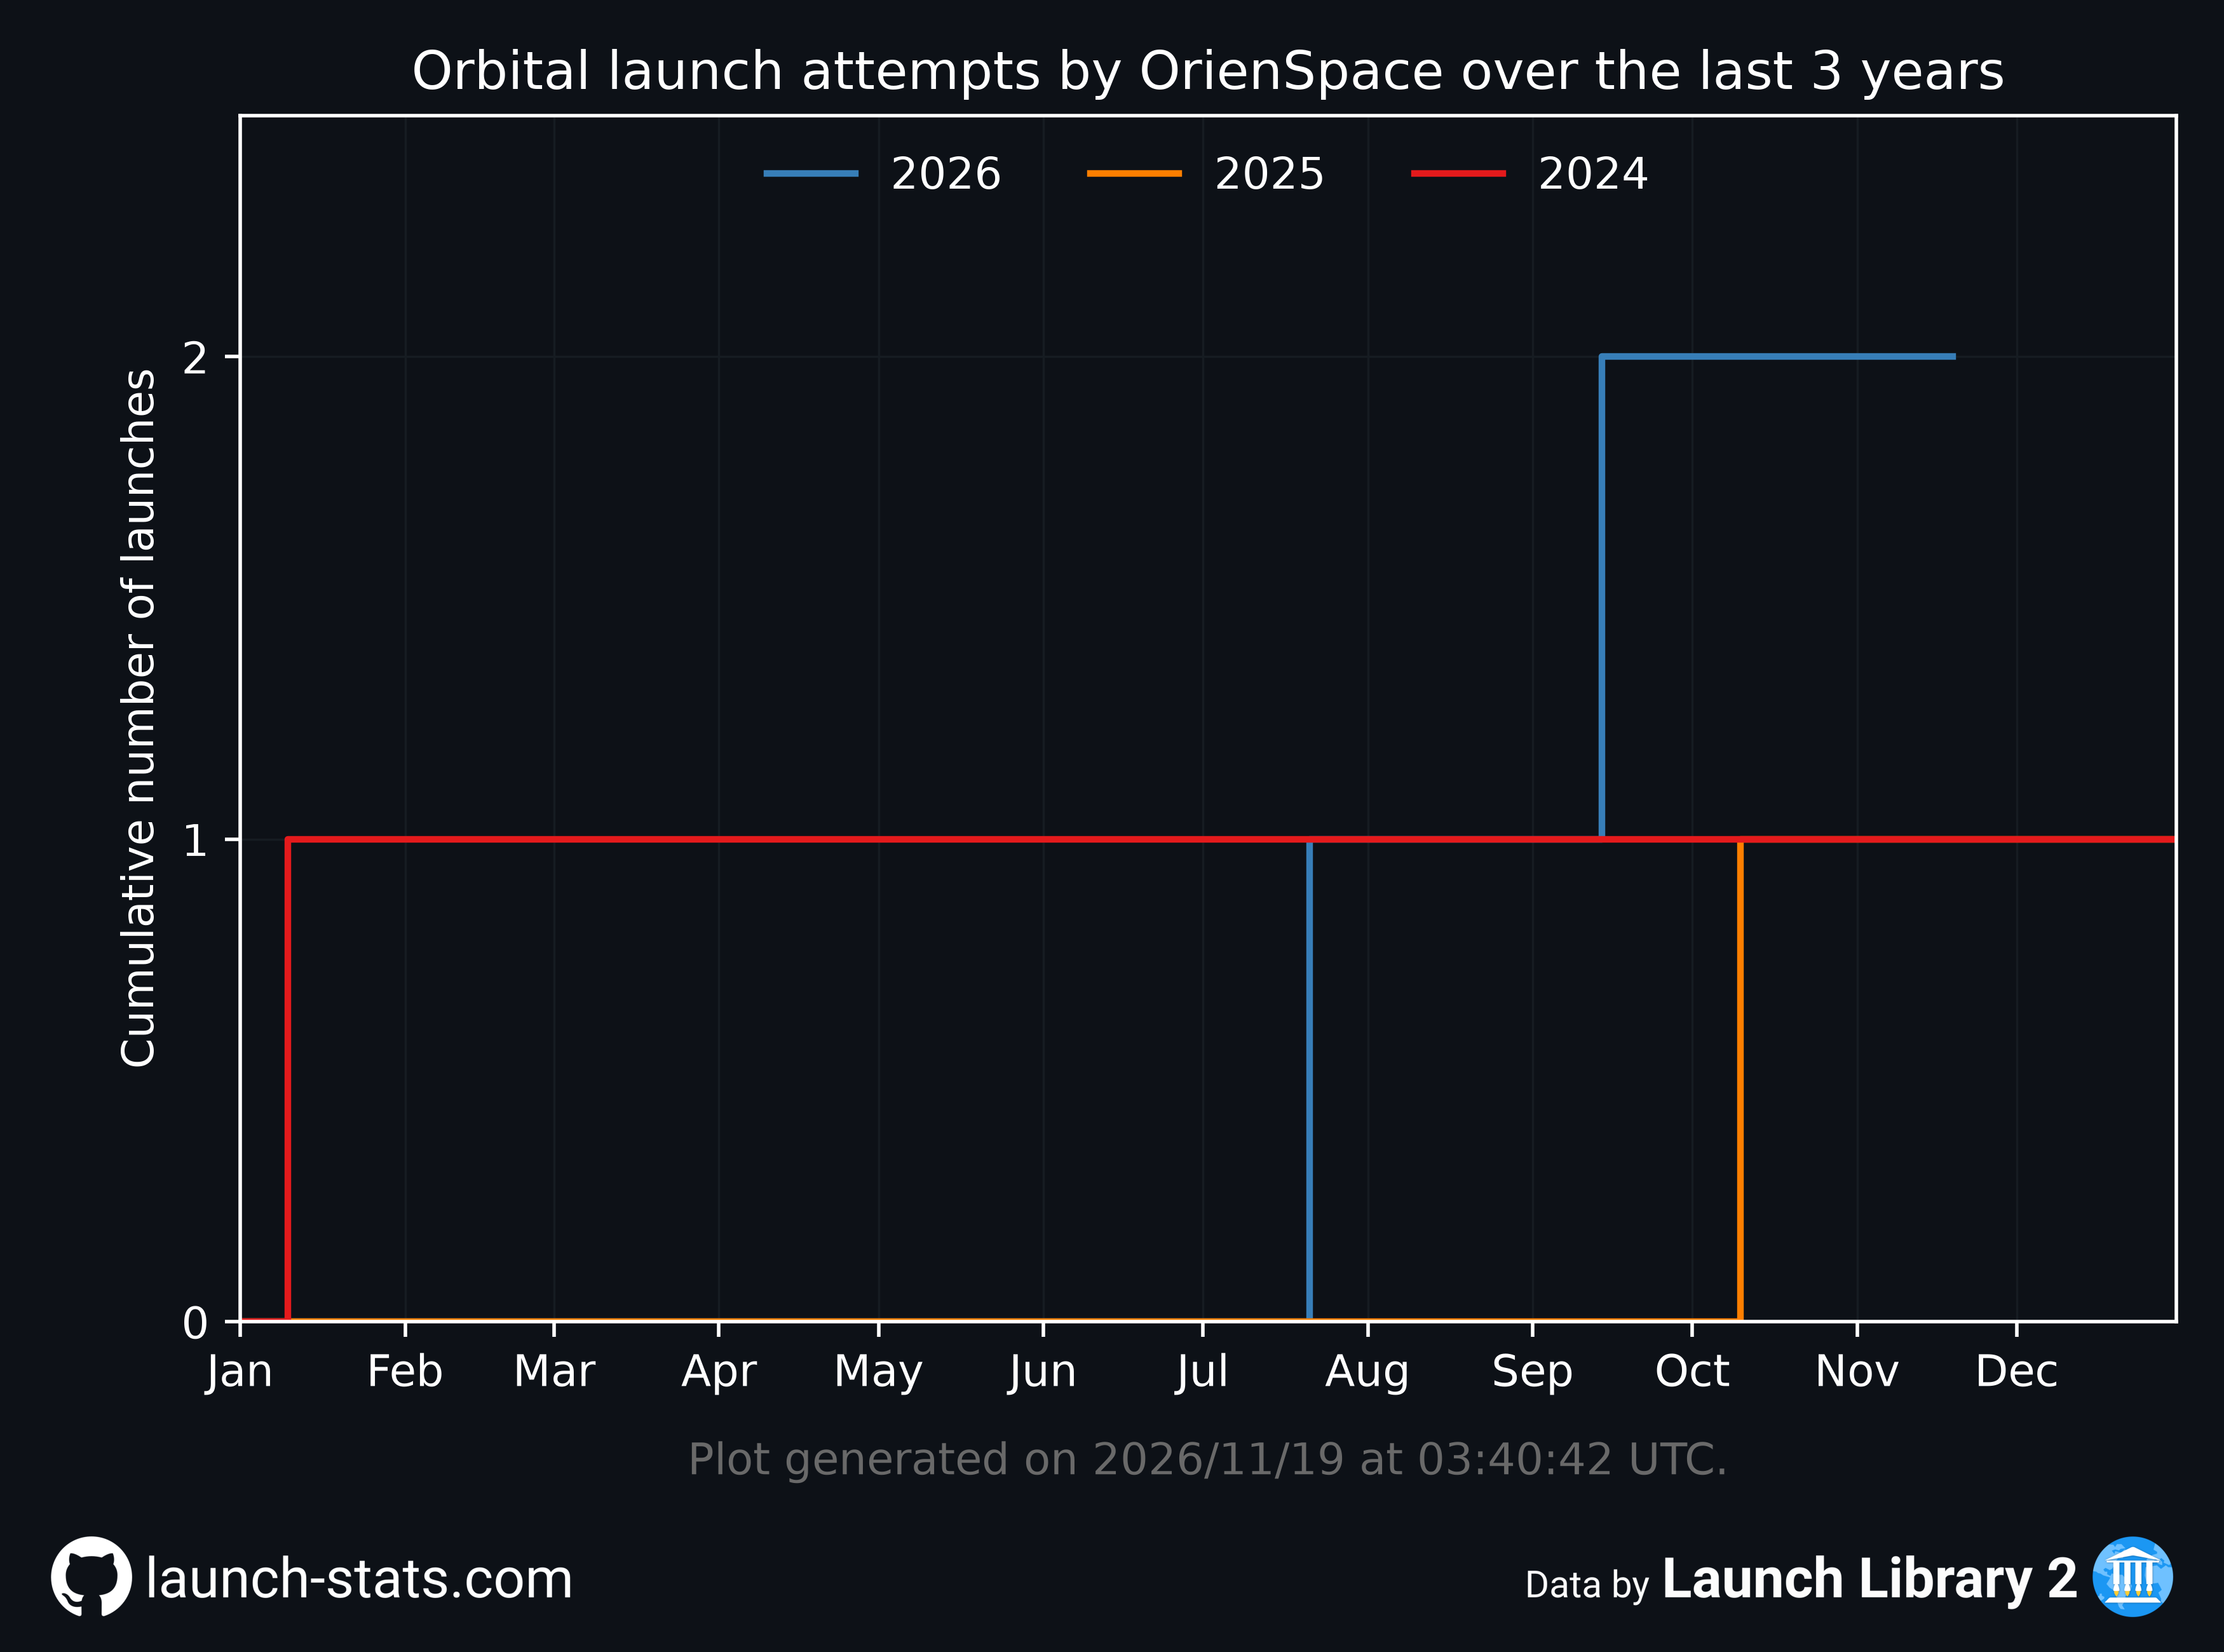 Orbital launch attempts by OrienSpace over the last 3 years
2026 2025 2024
Cumulative number of launches
2
1
0
Jan Feb Mar Apr May Jun Jul Aug Sep Oct Nov Dec
Plot generated on 2026/11/19 at 03:40:42 UTC.
launch-stats.com
Data by Launch Library 2